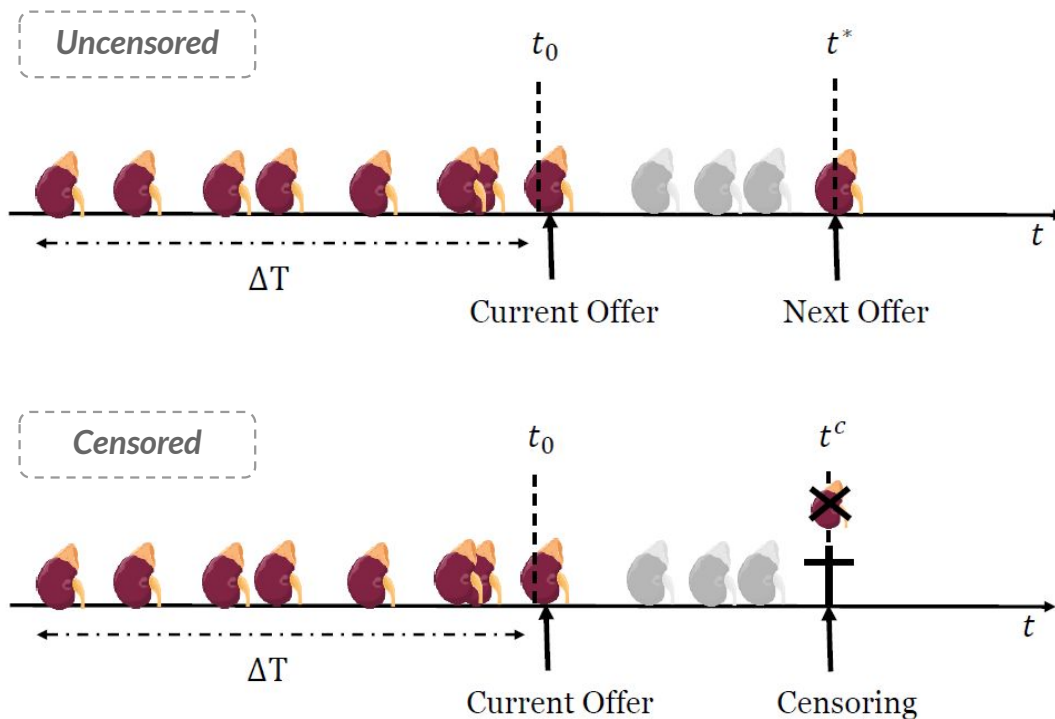 Uncensored
t₀
t*
t
ΔT
Current Offer
Next Offer
Censored
t₀
tᶜ
t
ΔT
Current Offer
Censoring